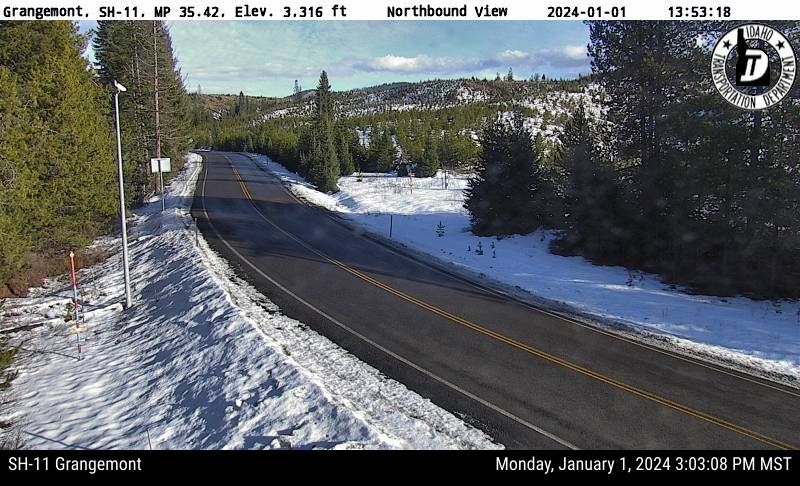 Grangemont, SH-11, MP 35.42, Elev. 3,316 ft Northbound View 2024-01-01 13:53:18
IDAHO
TRANSPORTATION DEPARTMENT
SH-11 Grangemont Monday, January 1, 2024 3:03:08 PM MST